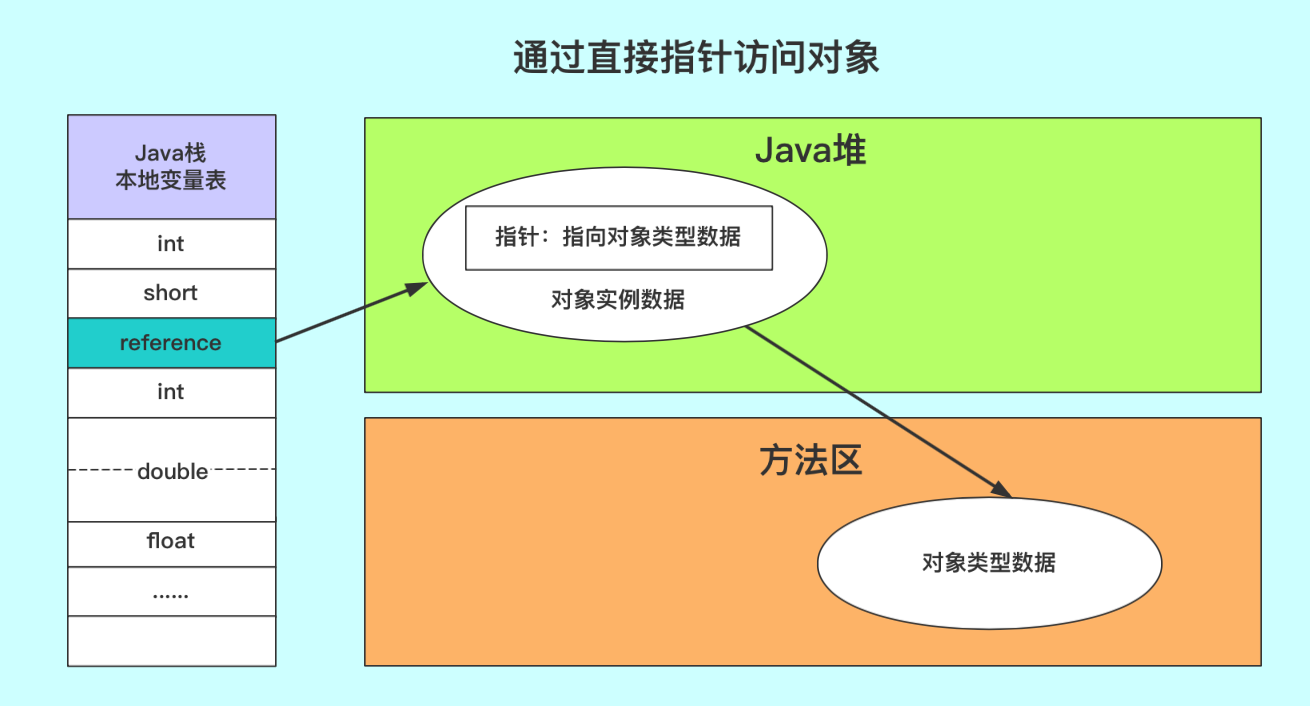 通过直接指针访问对象
Java栈
本地变量表
int
short
reference
int
double
float
......
Java堆
指针：指向对象类型数据
对象实例数据
方法区
对象类型数据